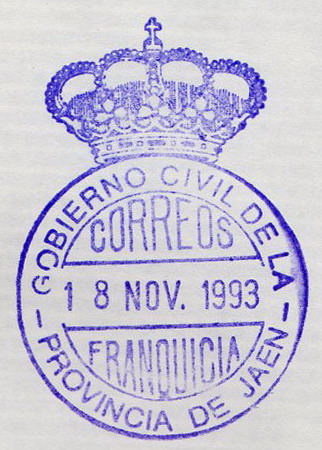 GOBIERNO CIVIL DE LA
CORREOS
18 NOV. 1993
FRANQUICIA
– PROVINCIA DE JAEN –